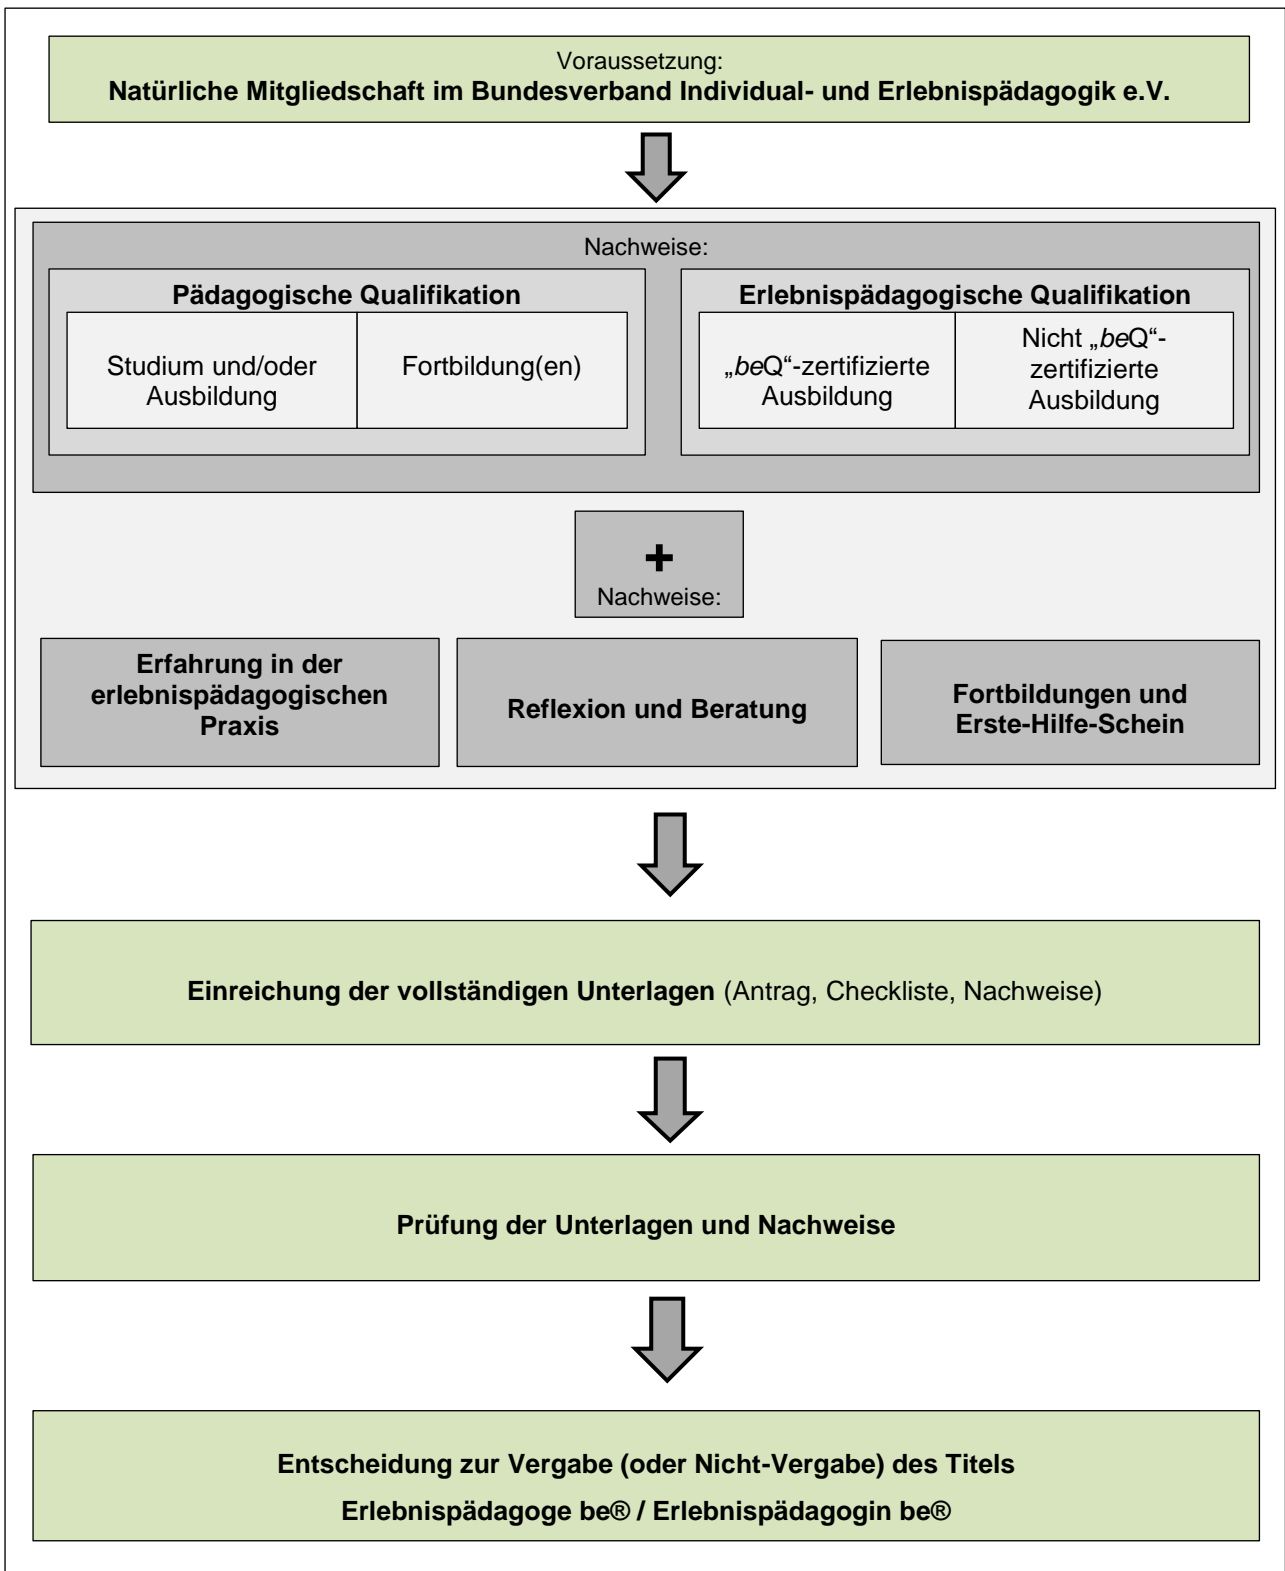 Voraussetzung:
Natürliche Mitgliedschaft im Bundesverband Individual- und Erlebnispädagogik e.V.
Nachweise:
Pädagogische Qualifikation
Studium und/oder
Ausbildung
Fortbildung(en)
Erlebnispädagogische Qualifikation
„beQ“-zertifizierte
Ausbildung
Nicht „beQ“-
zertifizierte
Ausbildung
+
Nachweise:
Erfahrung in der
erlebnispädagogischen
Praxis
Reflexion und Beratung
Fortbildungen und
Erste-Hilfe-Schein
Einreichung der vollständigen Unterlagen (Antrag, Checkliste, Nachweise)
Prüfung der Unterlagen und Nachweise
Entscheidung zur Vergabe (oder Nicht-Vergabe) des Titels
Erlebnispädagoge be® / Erlebnispädagogin be®